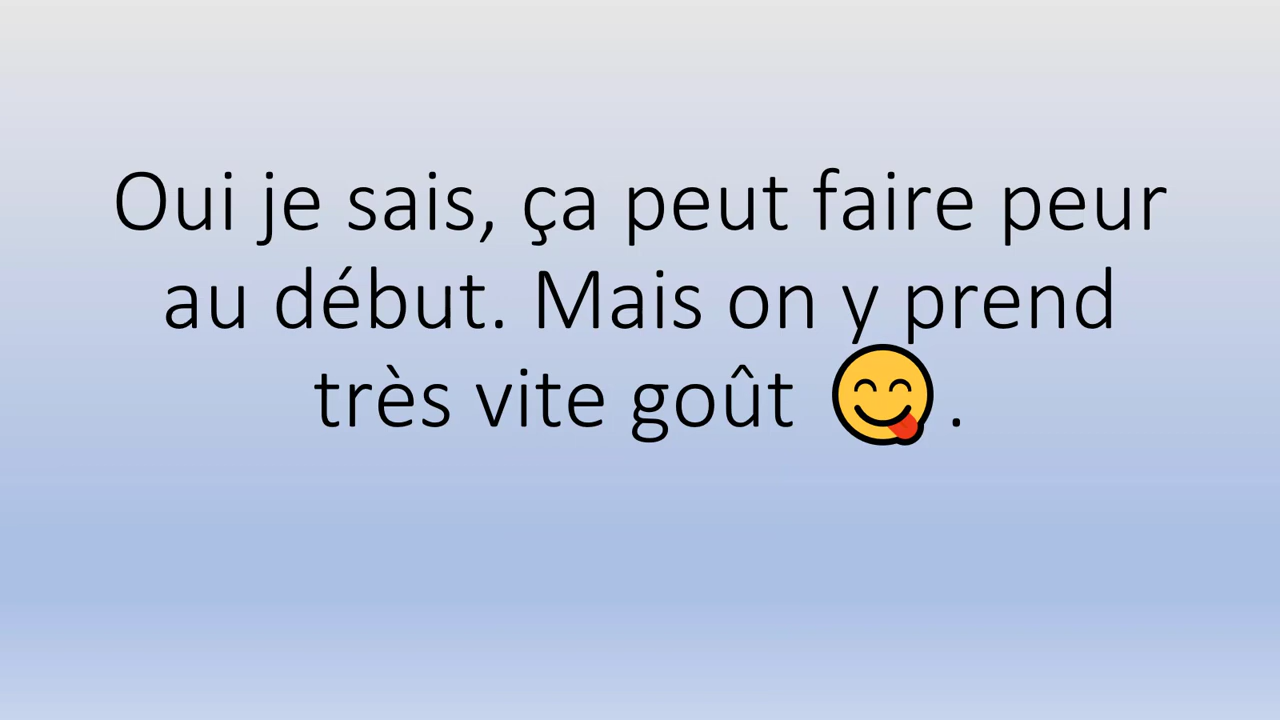 Oui je sais, ça peut faire peur
au début. Mais on y prend
très vite goût 😋.